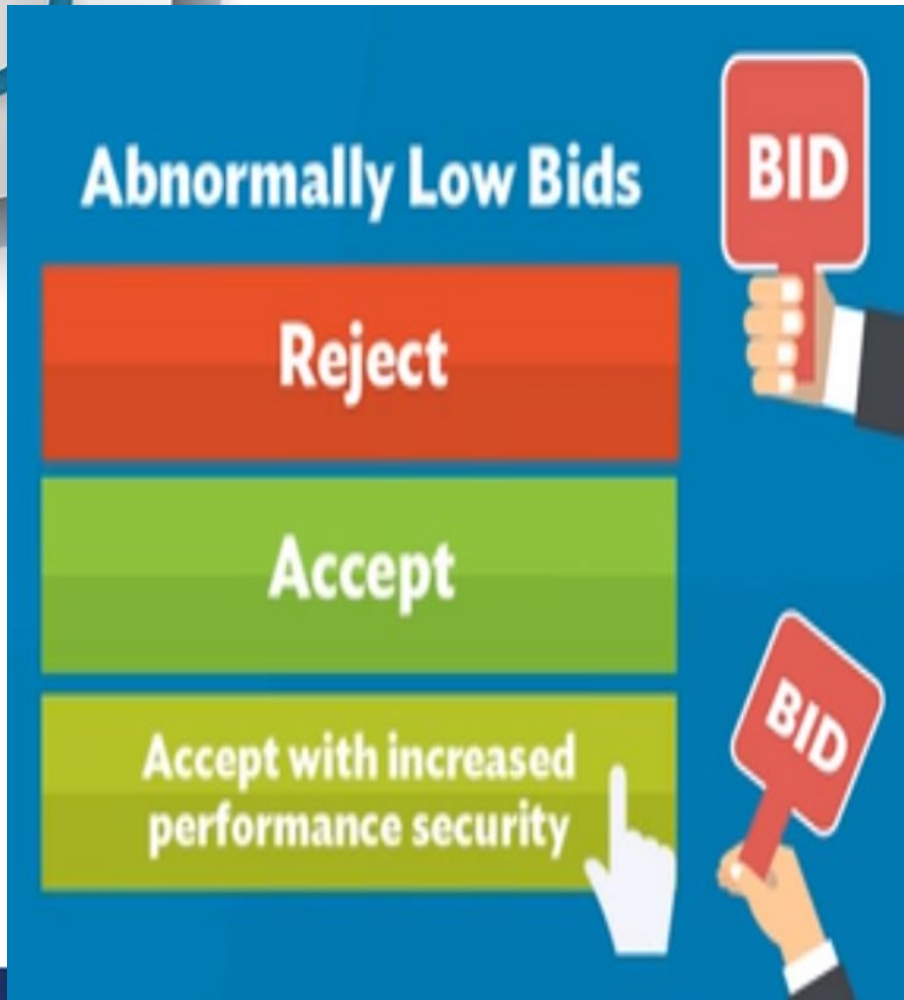 Abnormally Low Bids
Reject
Accept
Accept with increased
performance security
BID
BID